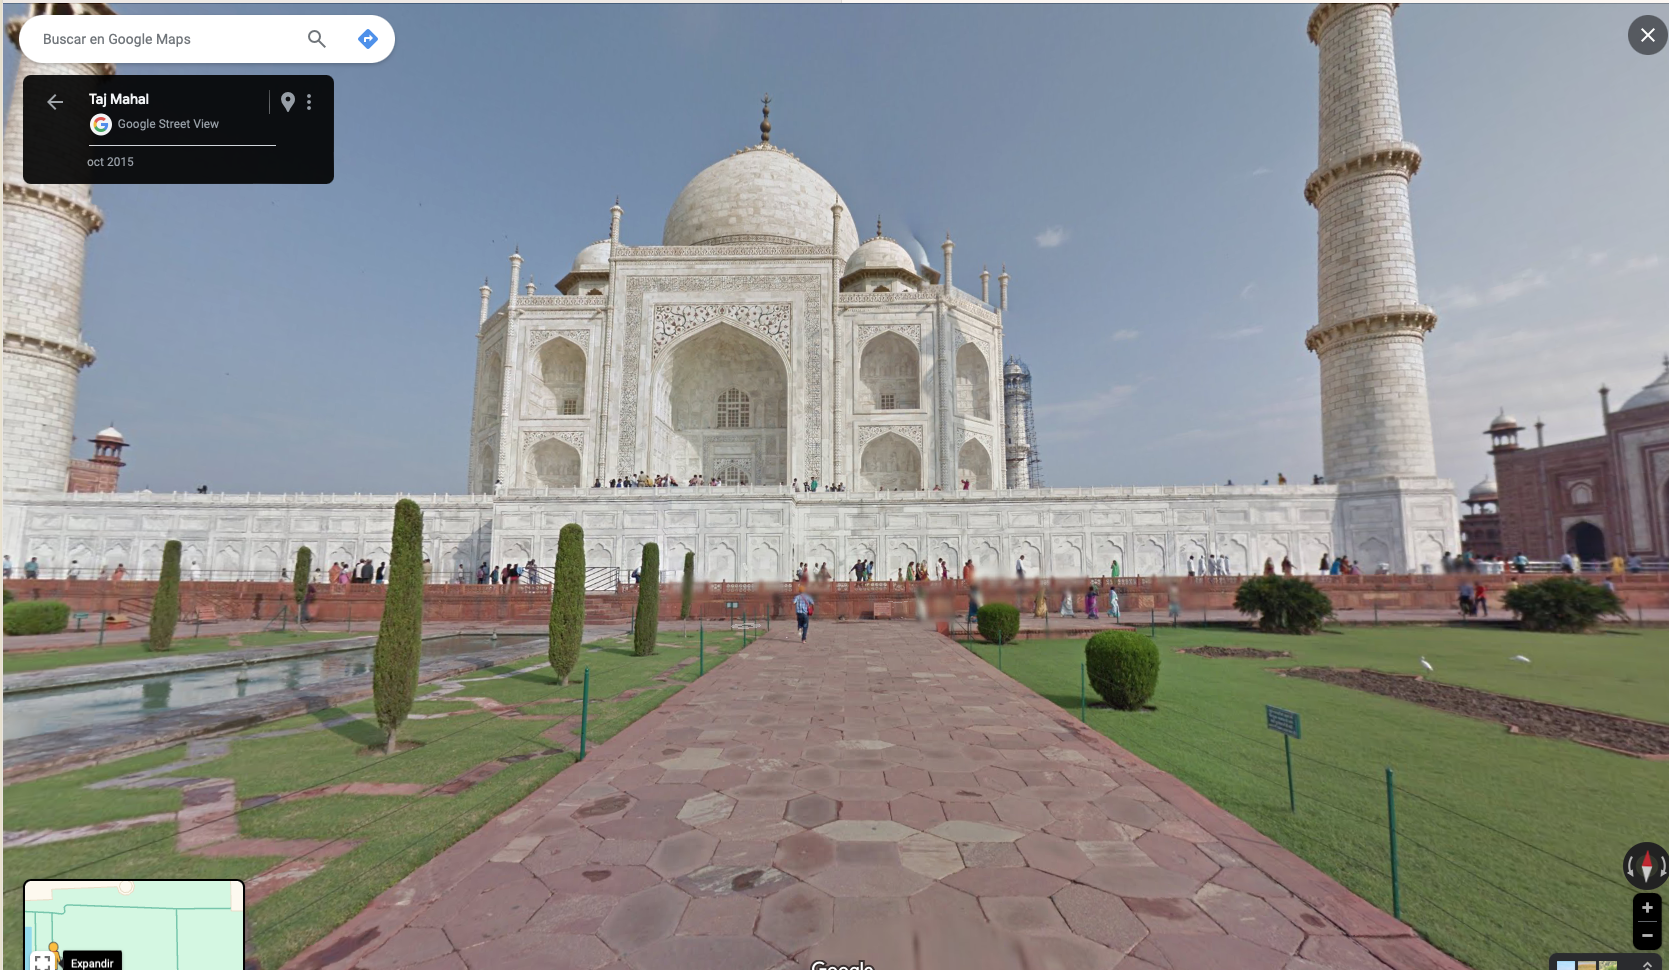 Buscar en Google Maps
Taj Mahal
Google Street View
oct 2015
Expandir
Google